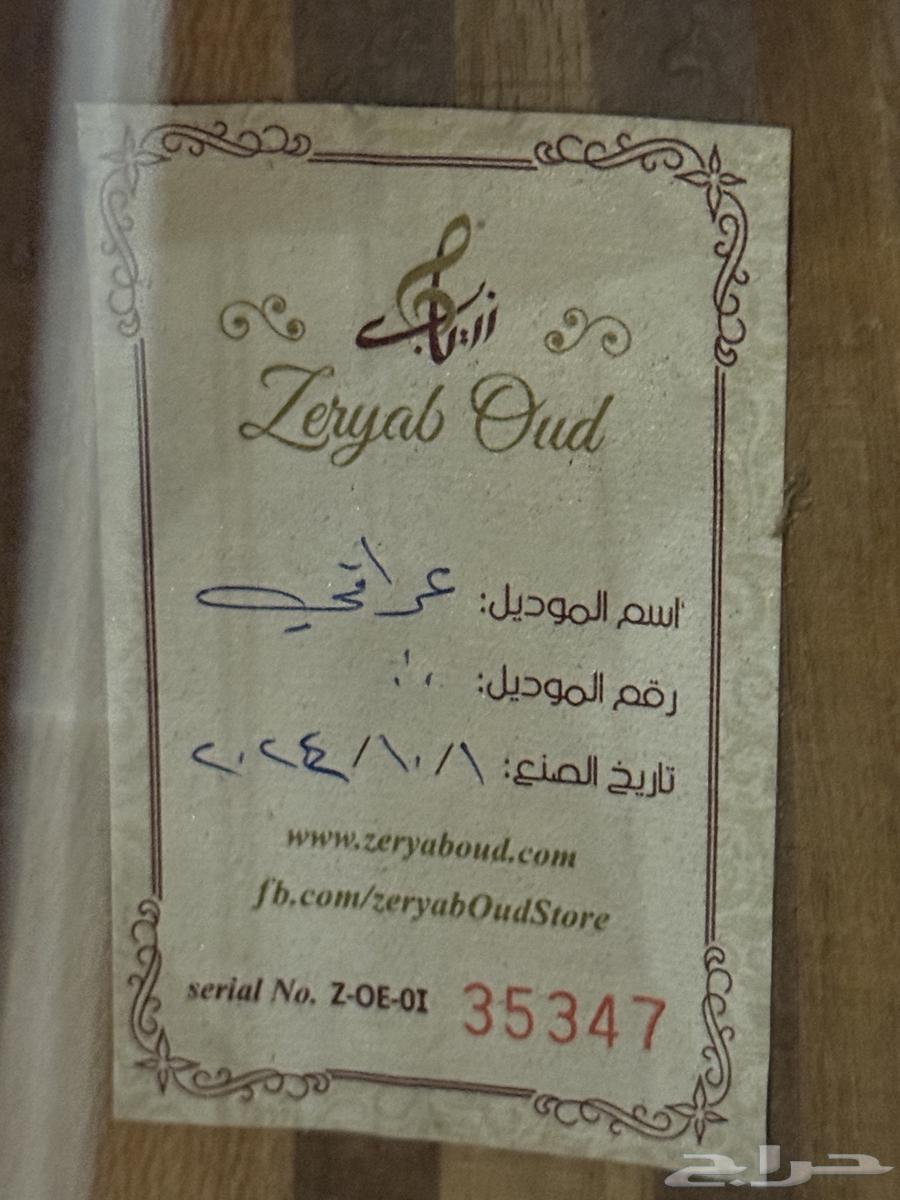 زرياب
Zeryab Oud
اسم الموديل: عراقي
رقم الموديل:
تاريخ الصنع: ٢٠٢٤/١٠/١
www.zeryaboud.com
fb.com/zeryabOudStore
serial No. Z-OE-0I 35347
حراج